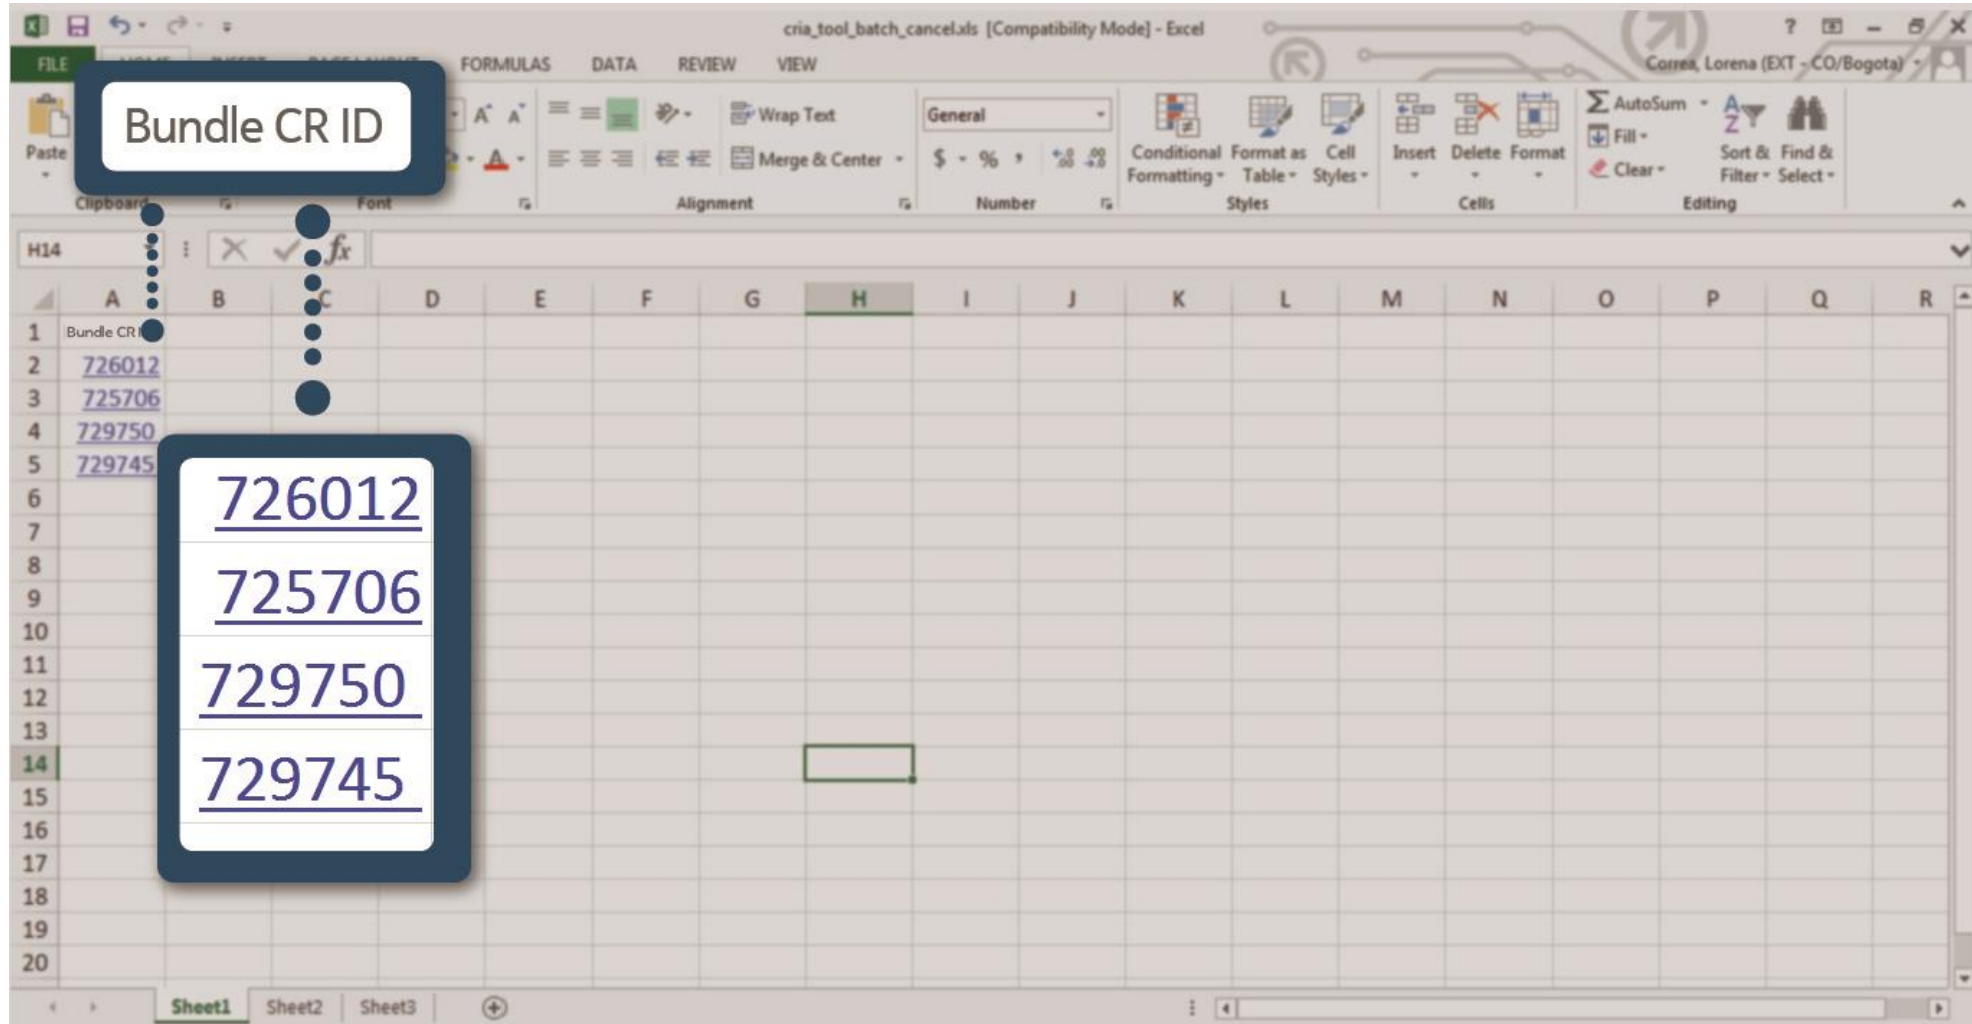 cria_tool_batch_cancel.xls [Compatibility Mode] - Excel
?
FILE FORMULAS DATA REVIEW VIEW
Correa, Lorena (EXT - CO/Bogota)
Bundle CR ID
Paste
Wrap Text
Merge & Center
General
$ - % ,
Conditional Formatting
Format as Table
Cell Styles
Insert
Delete
Format
AutoSum
Fill
Clear
Sort & Filter
Find & Select
Clipboard Font Alignment Number Styles Cells Editing
H14
fx
A B C D E F G H I J K L M N O P Q R
1 Bundle CR
2 726012
3 725706
4 729750
5 729745
726012
725706
729750
729745
6
7
8
9
10
11
12
13
14
15
16
17
18
19
20
Sheet1 Sheet2 Sheet3